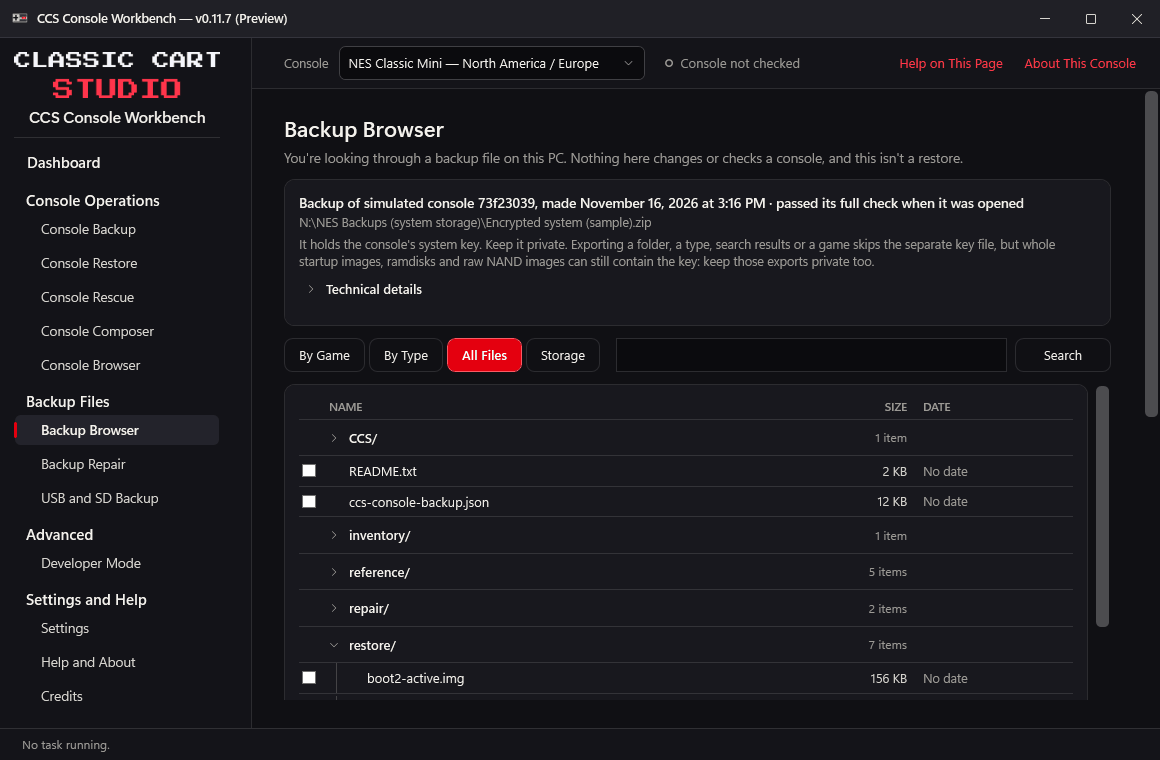 CCS Console Workbench — v0.11.7 (Preview)
CLASSIC CART
STUDIO
CCS Console Workbench
Dashboard
Console Operations
Console Backup
Console Restore
Console Rescue
Console Composer
Console Browser
Backup Files
Backup Browser
Backup Repair
USB and SD Backup
Advanced
Developer Mode
Settings and Help
Settings
Help and About
Credits
Console NES Classic Mini — North America / Europe Console not checked Help on This Page About This Console
Backup Browser
You're looking through a backup file on this PC. Nothing here changes or checks a console, and this isn't a restore.
Backup of simulated console 73f23039, made November 16, 2026 at 3:16 PM · passed its full check when it was opened
N:\NES Backups (system storage)\Encrypted system (sample).zip
It holds the console's system key. Keep it private. Exporting a folder, a type, search results or a game skips the separate key file, but whole
startup images, ramdisks and raw NAND images can still contain the key: keep those exports private too.
Technical details
By Game By Type All Files Storage Search
NAME SIZE DATE
CCS/ 1 item
README.txt 2 KB No date
ccs-console-backup.json 12 KB No date
inventory/ 1 item
reference/ 5 items
repair/ 2 items
restore/ 7 items
boot2-active.img 156 KB No date
No task running.